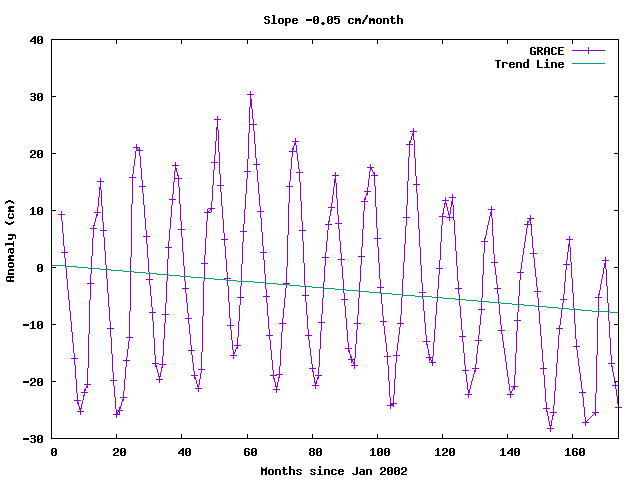 Slope -0.05 cm/month
GRACE
Trend Line
40
30
20
10
0
-10
-20
-30
Anomaly (cm)
0 20 40 60 80 100 120 140 160
Months since Jan 2002